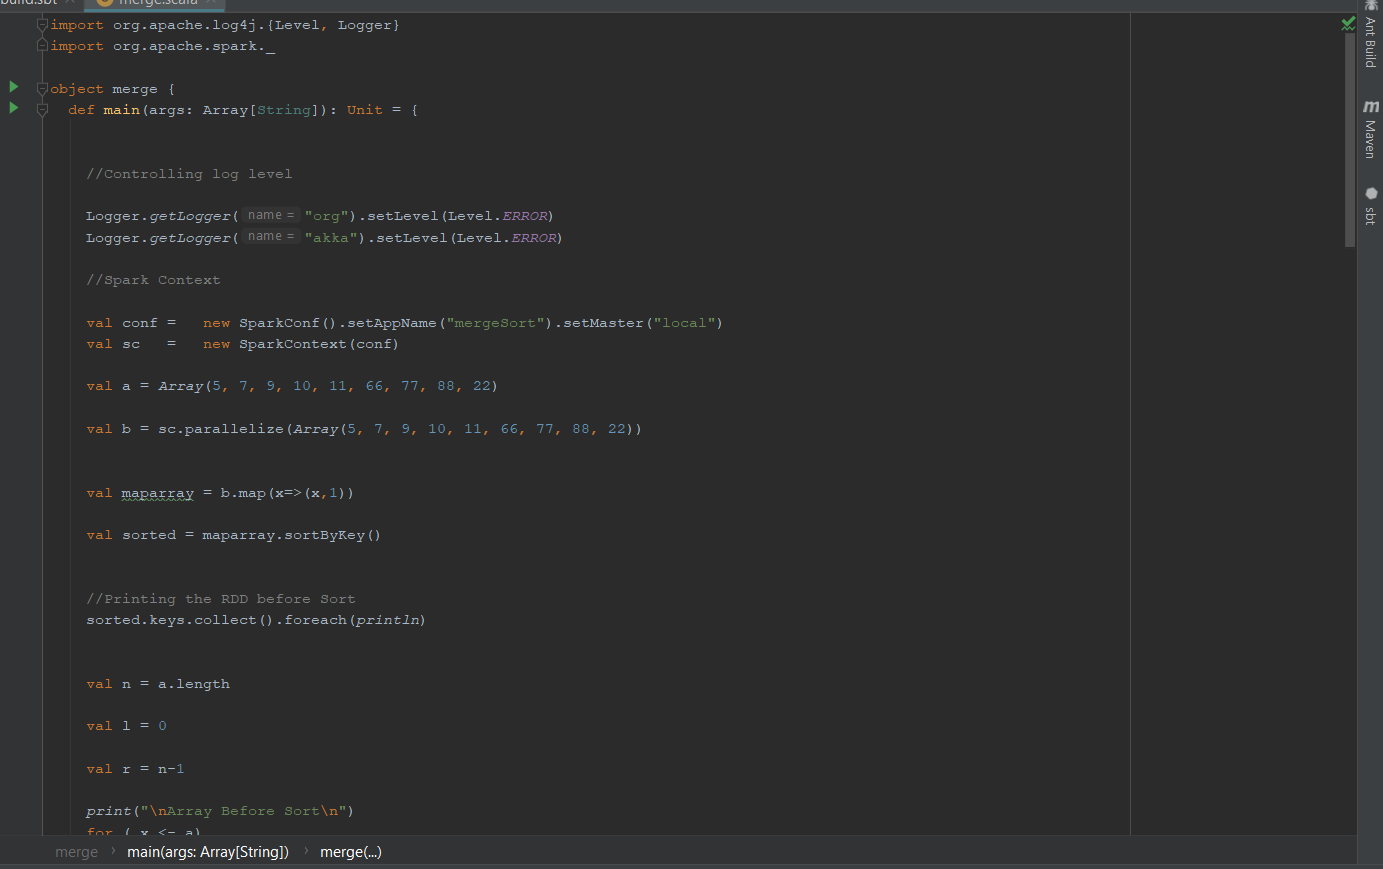 build.sbt
merge.scala
import org.apache.log4j.{Level, Logger}
import org.apache.spark._
object merge {
def main(args: Array[String]): Unit = {
//Controlling log level
Logger.getLogger( name = "org").setLevel(Level.ERROR)
Logger.getLogger( name = "akka").setLevel(Level.ERROR)
//Spark Context
val conf =   new SparkConf().setAppName("mergeSort").setMaster("local")
val sc   =   new SparkContext(conf)
val a = Array(5, 7, 9, 10, 11, 66, 77, 88, 22)
val b = sc.parallelize(Array(5, 7, 9, 10, 11, 66, 77, 88, 22))
val maparray = b.map(x=>(x,1))
val sorted = maparray.sortByKey()
//Printing the RDD before Sort
sorted.keys.collect().foreach(println)
val n = a.length
val l = 0
val r = n-1
print("\nArray Before Sort\n")
for ( x <- a)
merge › main(args: Array[String]) › merge(...)
Ant Build
m Maven
sbt